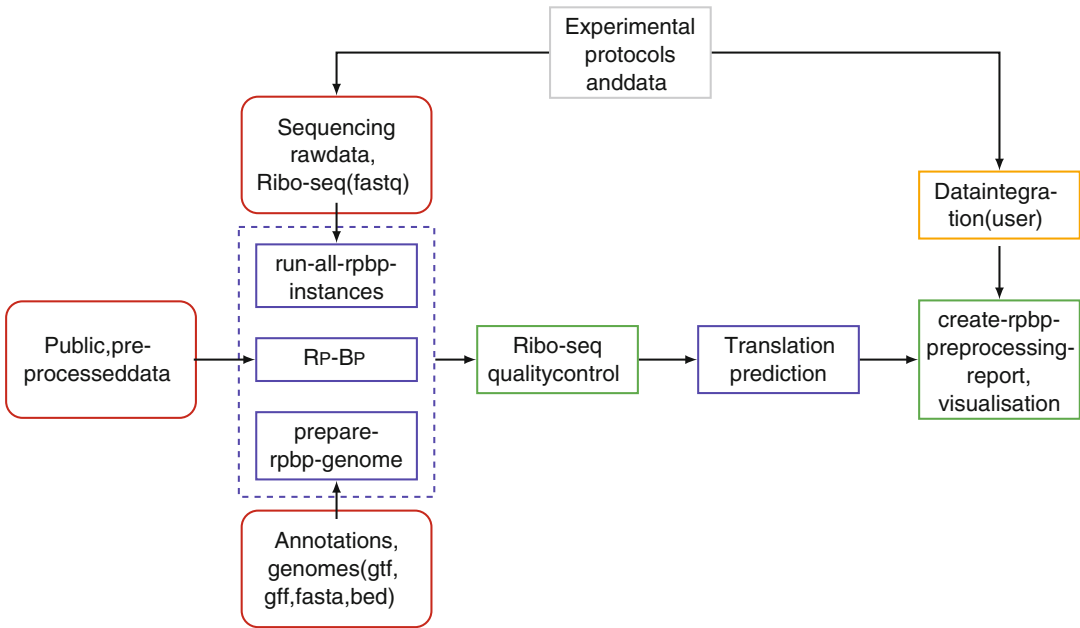 Experimental
protocols
anddata
Sequencing
rawdata,
Ribo-seq(fastq)
Dataintegra-
tion(user)
run-all-rpbp-
instances
Public,pre-
processeddata
RP-BP
Ribo-seq
qualitycontrol
Translation
prediction
create-rpbp-
preprocessing-
report,
visualisation
prepare-
rpbp-genome
Annotations,
genomes(gtf,
gff,fasta,bed)